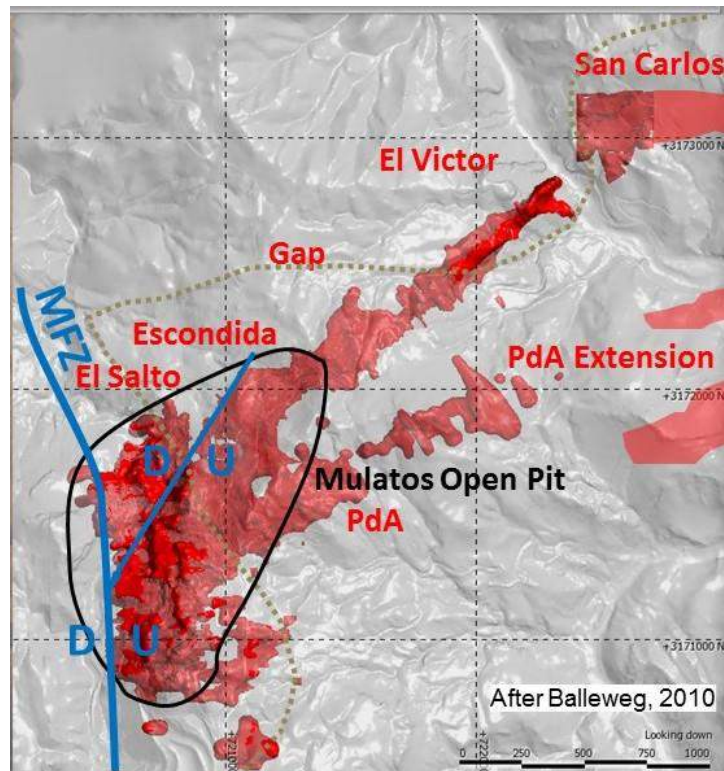 San Carlos
+3173000 N
El Victor
Gap
MFZ
Escondida
El Salto
PdA Extension
+3172000 N
D U
Mulatos Open Pit
PdA
D U
+3171000 N
After Balleweg, 2010
Looking down
0 250 500 750 1000